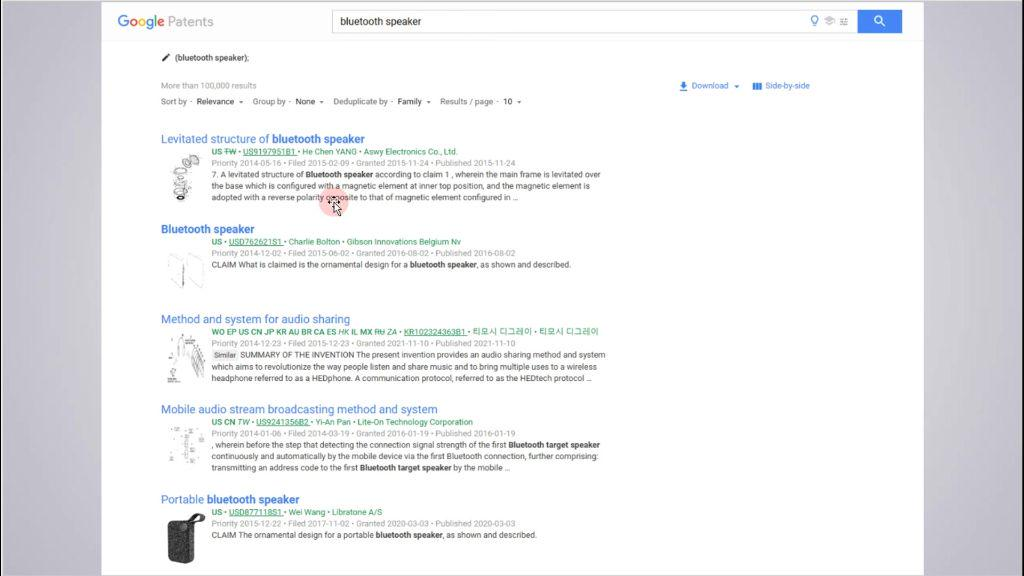 Google Patents
bluetooth speaker
(bluetooth speaker);
More than 100,000 results
Download
Side-by-side
Sort by · Relevance
Group by · None
Deduplicate by · Family
Results / page · 10
Levitated structure of bluetooth speaker
US TW • US9197951B1 • He Chen YANG • Aswy Electronics Co., Ltd.
Priority 2014-05-16 • Filed 2015-02-09 • Granted 2015-11-24 • Published 2015-11-24
7. A levitated structure of Bluetooth speaker according to claim 1 , wherein the main frame is levitated over
the base which is configured with a magnetic element at inner top position, and the magnetic element is
adopted with a reverse polarity opposite to that of magnetic element configured in ...
Bluetooth speaker
US • USD762621S1 • Charlie Bolton • Gibson Innovations Belgium Nv
Priority 2014-12-02 • Filed 2015-06-02 • Granted 2016-08-02 • Published 2016-08-02
CLAIM What is claimed is the ornamental design for a bluetooth speaker, as shown and described.
Method and system for audio sharing
WO EP US CN JP KR AU BR CA ES HK IL MX RU ZA • KR102324363B1 • 티모시 디그레이 • 티모시 디그레이
Priority 2014-12-23 • Filed 2015-12-23 • Granted 2021-11-10 • Published 2021-11-10
Similar SUMMARY OF THE INVENTION The present invention provides an audio sharing method and system
which aims to revolutionize the way people listen and share music and to bring multiple uses to a wireless
headphone referred to as a HEDphone. A communication protocol, referred to as the HEDtech protocol ...
Mobile audio stream broadcasting method and system
US CN TW • US9241356B2 • Yi-An Pan • Lite-On Technology Corporation
Priority 2014-01-06 • Filed 2014-03-19 • Granted 2016-01-19 • Published 2016-01-19
, wherein before the step that detecting the connection signal strength of the first Bluetooth target speaker
continuously and automatically by the mobile device via the first Bluetooth connection, further comprising:
transmitting an address code to the first Bluetooth target speaker by the mobile ...
Portable bluetooth speaker
US • USD877118S1 • Wei Wang • Libratone A/S
Priority 2015-12-22 • Filed 2017-11-02 • Granted 2020-03-03 • Published 2020-03-03
CLAIM The ornamental design for a portable bluetooth speaker, as shown and described.